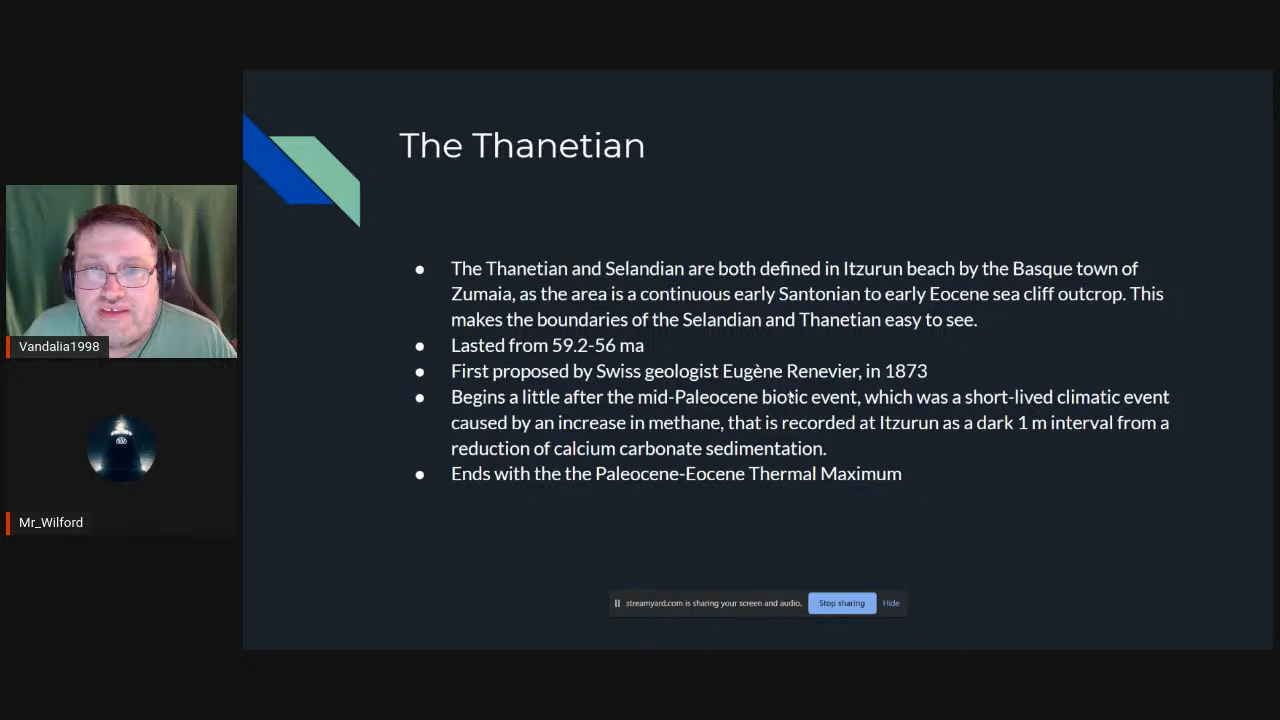 The Thanetian
● The Thanetian and Selandian are both defined in Itzurun beach by the Basque town of
Zumaia, as the area is a continuous early Santonian to early Eocene sea cliff outcrop. This
makes the boundaries of the Selandian and Thanetian easy to see.
● Lasted from 59.2-56 ma
● First proposed by Swiss geologist Eugène Renevier, in 1873
● Begins a little after the mid-Paleocene biotic event, which was a short-lived climatic event
caused by an increase in methane, that is recorded at Itzurun as a dark 1 m interval from a
reduction of calcium carbonate sedimentation.
● Ends with the the Paleocene-Eocene Thermal Maximum
Vandalia1998
Mr_Wilford
streamyard.com is sharing your screen and audio. Stop sharing Hide